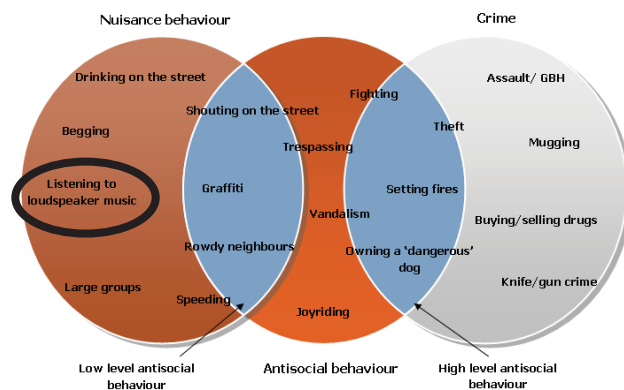 Nuisance behaviour
Crime
Drinking on the street
Assault/ GBH
Fighting
Shouting on the street
Theft
Begging
Mugging
Trespassing
Listening to
loudspeaker music
Graffiti
Setting fires
Vandalism
Buying/selling drugs
Rowdy neighbours
Owning a ‘dangerous’
dog
Large groups
Speeding
Knife/gun crime
Joyriding
Low level antisocial
behaviour
Antisocial behaviour
High level antisocial
behaviour